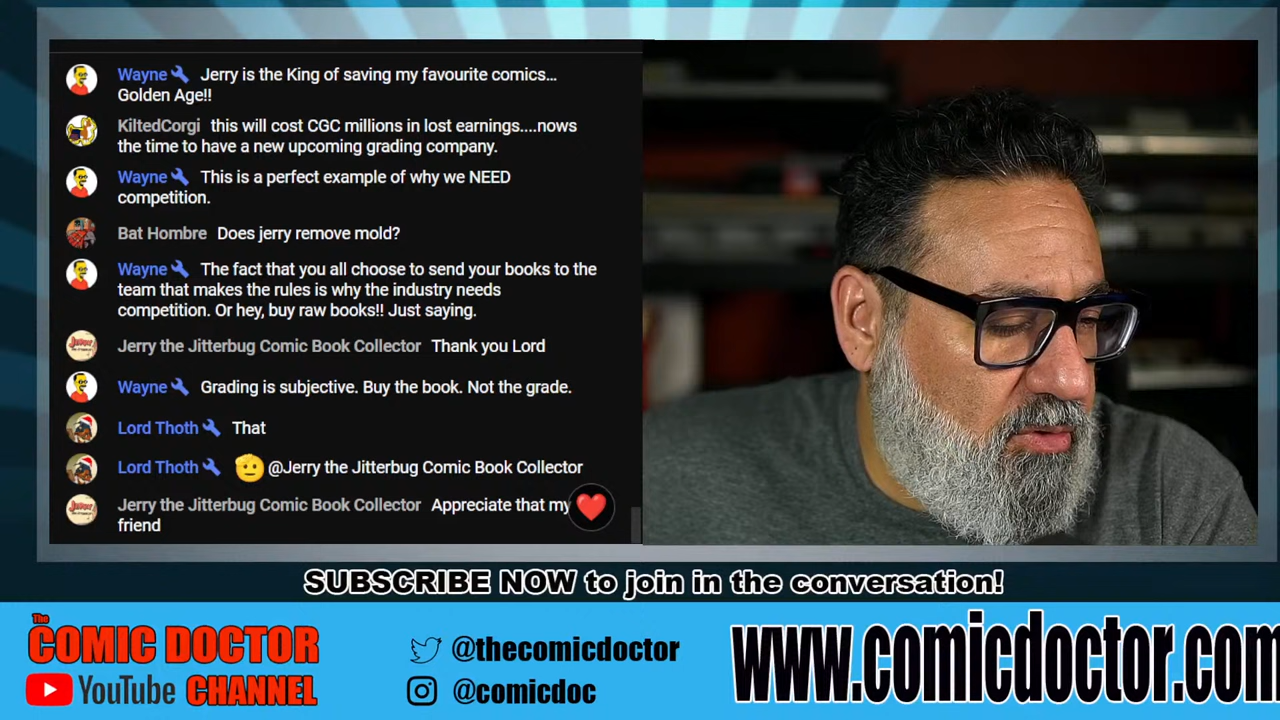 Wayne Jerry is the King of saving my favourite comics…
Golden Age!!
KiltedCorgi this will cost CGC millions in lost earnings....nows
the time to have a new upcoming grading company.
Wayne This is a perfect example of why we NEED
competition.
Bat Hombre Does jerry remove mold?
Wayne The fact that you all choose to send your books to the
team that makes the rules is why the industry needs
competition. Or hey, buy raw books!! Just saying.
Jerry the Jitterbug Comic Book Collector Thank you Lord
Wayne Grading is subjective. Buy the book. Not the grade.
Lord Thoth That
Lord Thoth 🫡 @Jerry the Jitterbug Comic Book Collector
Jerry the Jitterbug Comic Book Collector Appreciate that my
friend
SUBSCRIBE NOW to join in the conversation!
The
COMIC DOCTOR
YouTube CHANNEL
@thecomicdoctor
@comicdoc
www.comicdoctor.com